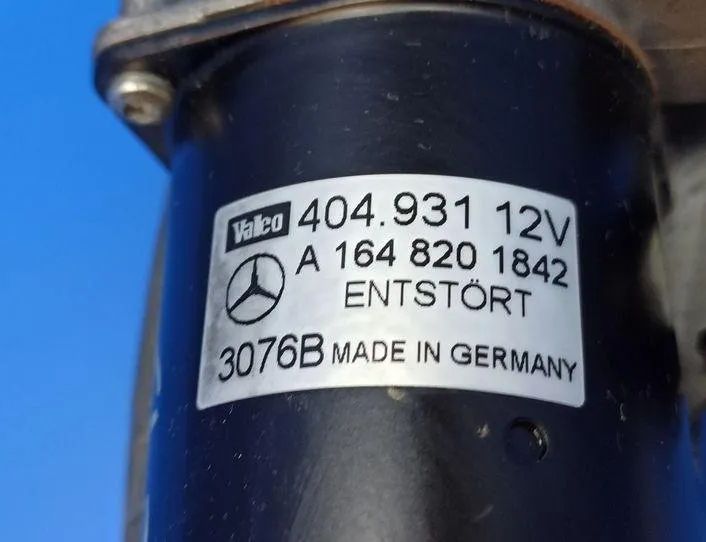 Valeo 404.931 12V
A 164 820 1842
ENTSTÖRT
3076B MADE IN GERMANY